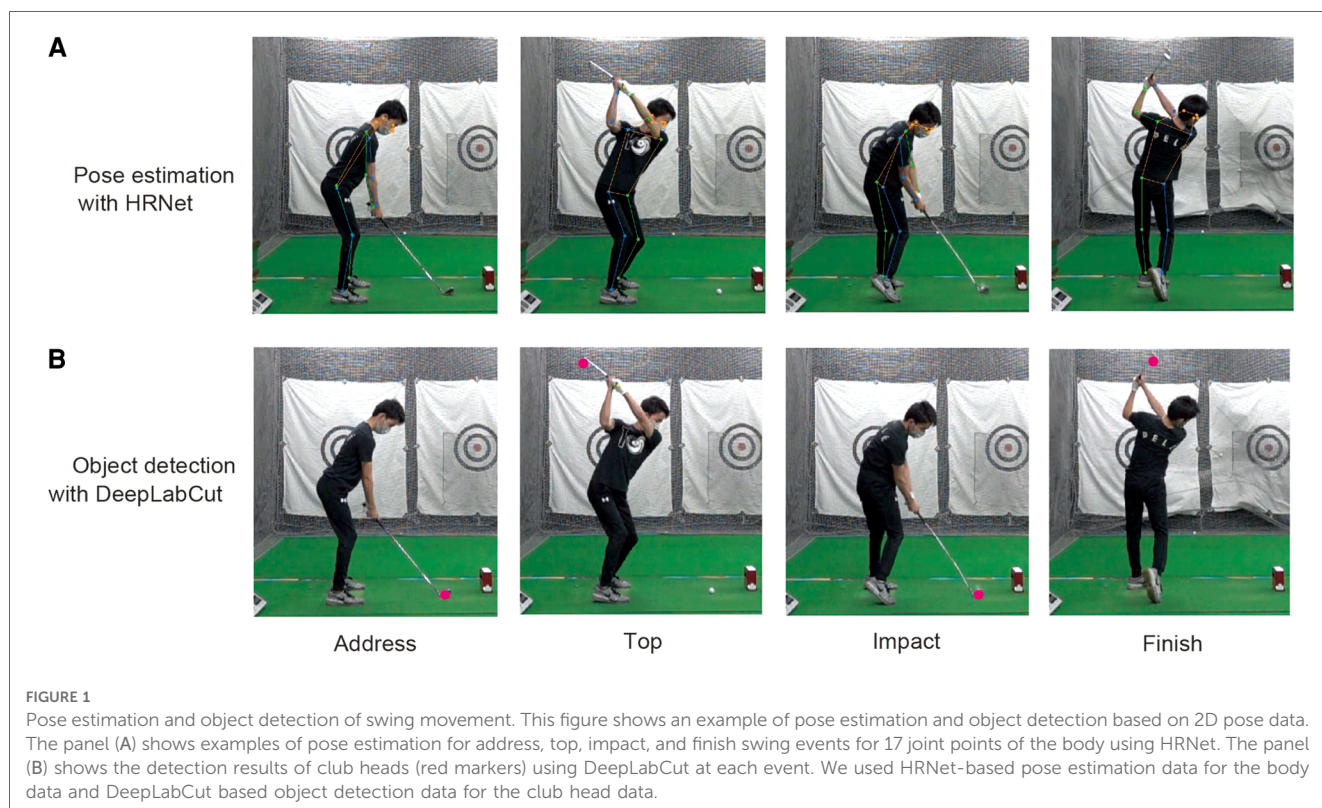 A
Pose estimation
with HRNet
B
Object detection
with DeepLabCut
Address
Top
Impact
Finish
FIGURE 1
Pose estimation and object detection of swing movement. This figure shows an example of pose estimation and object detection based on 2D pose data.
The panel (A) shows examples of pose estimation for address, top, impact, and finish swing events for 17 joint points of the body using HRNet. The panel
(B) shows the detection results of club heads (red markers) using DeepLabCut at each event. We used HRNet-based pose estimation data for the body
data and DeepLabCut based object detection data for the club head data.